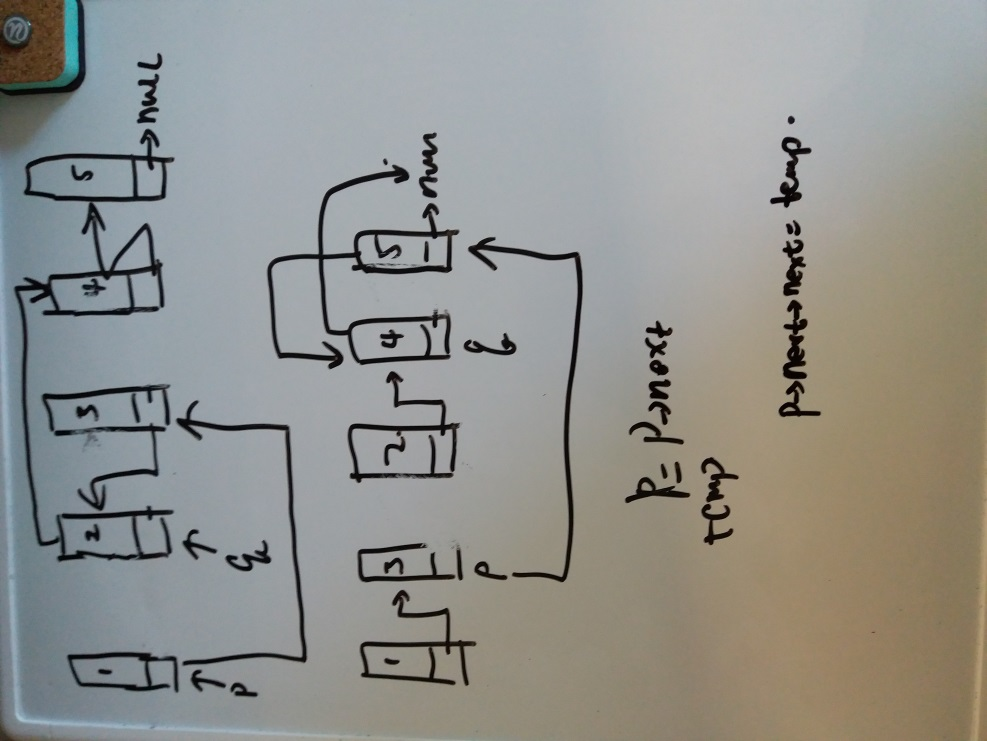 1 2 3 4 5 → null
P q
1 3 2 4 5 → null
P q
P = P→next
temp
P→next→next = temp.